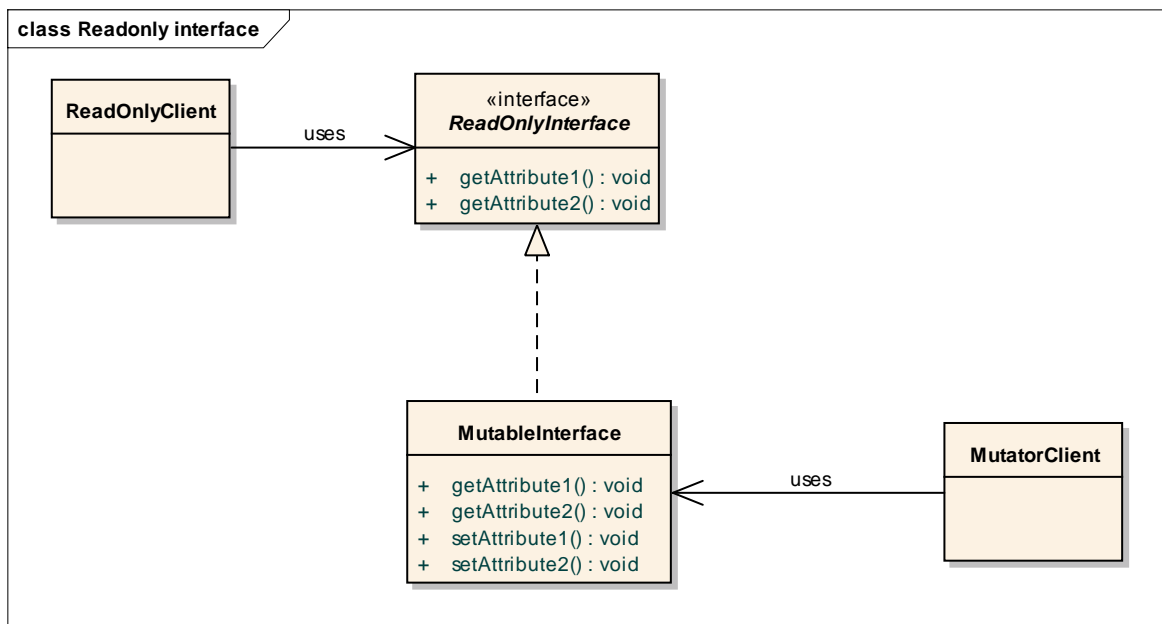 class Readonly interface
ReadOnlyClient
uses
«interface»
ReadOnlyInterface
+ getAttribute1() : void
+ getAttribute2() : void
MutableInterface
+ getAttribute1() : void
+ getAttribute2() : void
+ setAttribute1() : void
+ setAttribute2() : void
uses
MutatorClient